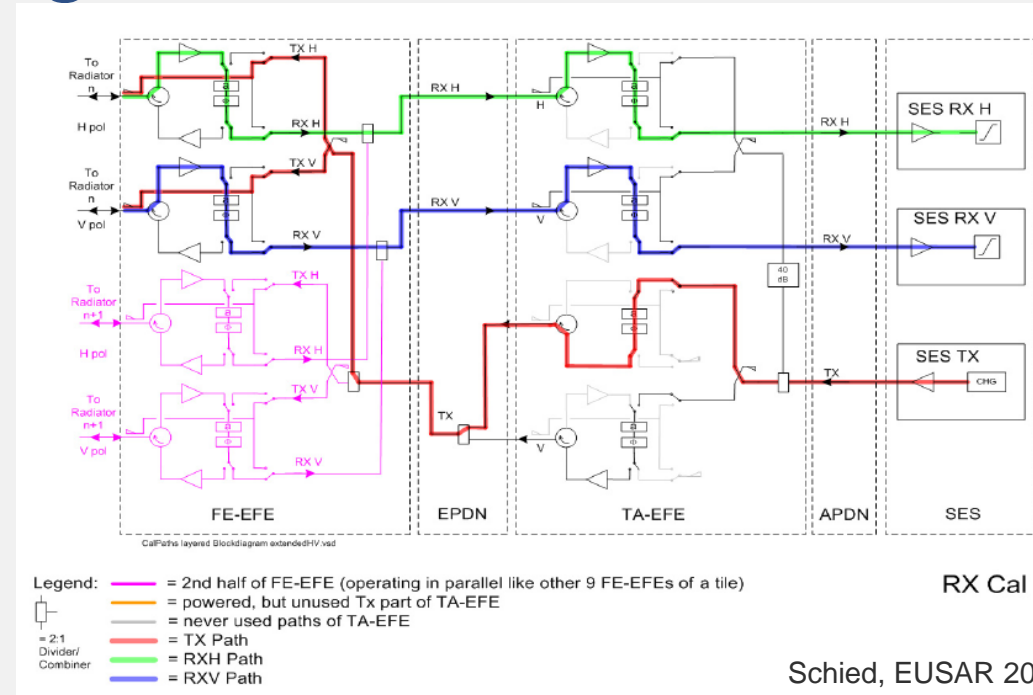 TX H
To
Radiator
n
H pol
a
φ
RX H
RX H
H
a
φ
RX H
SES RX H
To
Radiator
n
V pol
TX V
a
φ
RX V
RX V
V
a
φ
RX V
SES RX V
40
dB
To
Radiator
n+1
H pol
TX H
a
φ
RX H
a
φ
SES TX
TX
CHG
To
Radiator
n+1
V pol
TX V
a
φ
RX V
TX
V
a
φ
FE-EFE
EPDN
TA-EFE
APDN
SES
CalPaths layered Blockdiagram extendedHV.vsd
Legend:
= 2nd half of FE-EFE (operating in parallel like other 9 FE-EFEs of a tile)
= powered, but unused Tx part of TA-EFE
= never used paths of TA-EFE
= TX Path
= RXH Path
= RXV Path
= 2:1
Divider/
Combiner
RX Cal
Schied, EUSAR 20